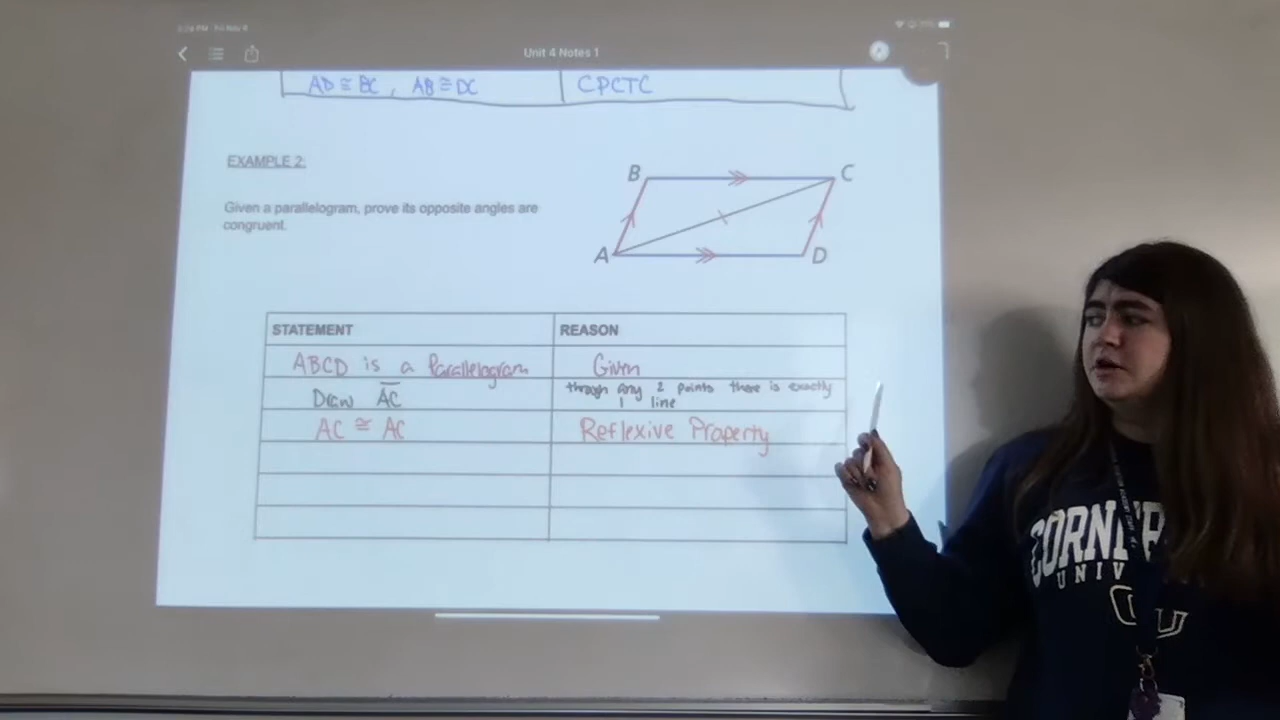 Unit 4 Notes 1
AD ≅ BC , AB ≅ DC
CPCTC
EXAMPLE 2:
Given a parallelogram, prove its opposite angles are
congruent.
B
C
A
D
STATEMENT
REASON
ABCD is a Parallelogram
Given
Draw AC
through any 2 points there is exactly
1 line
AC ≅ AC
Reflexive Property
UNIV
CU